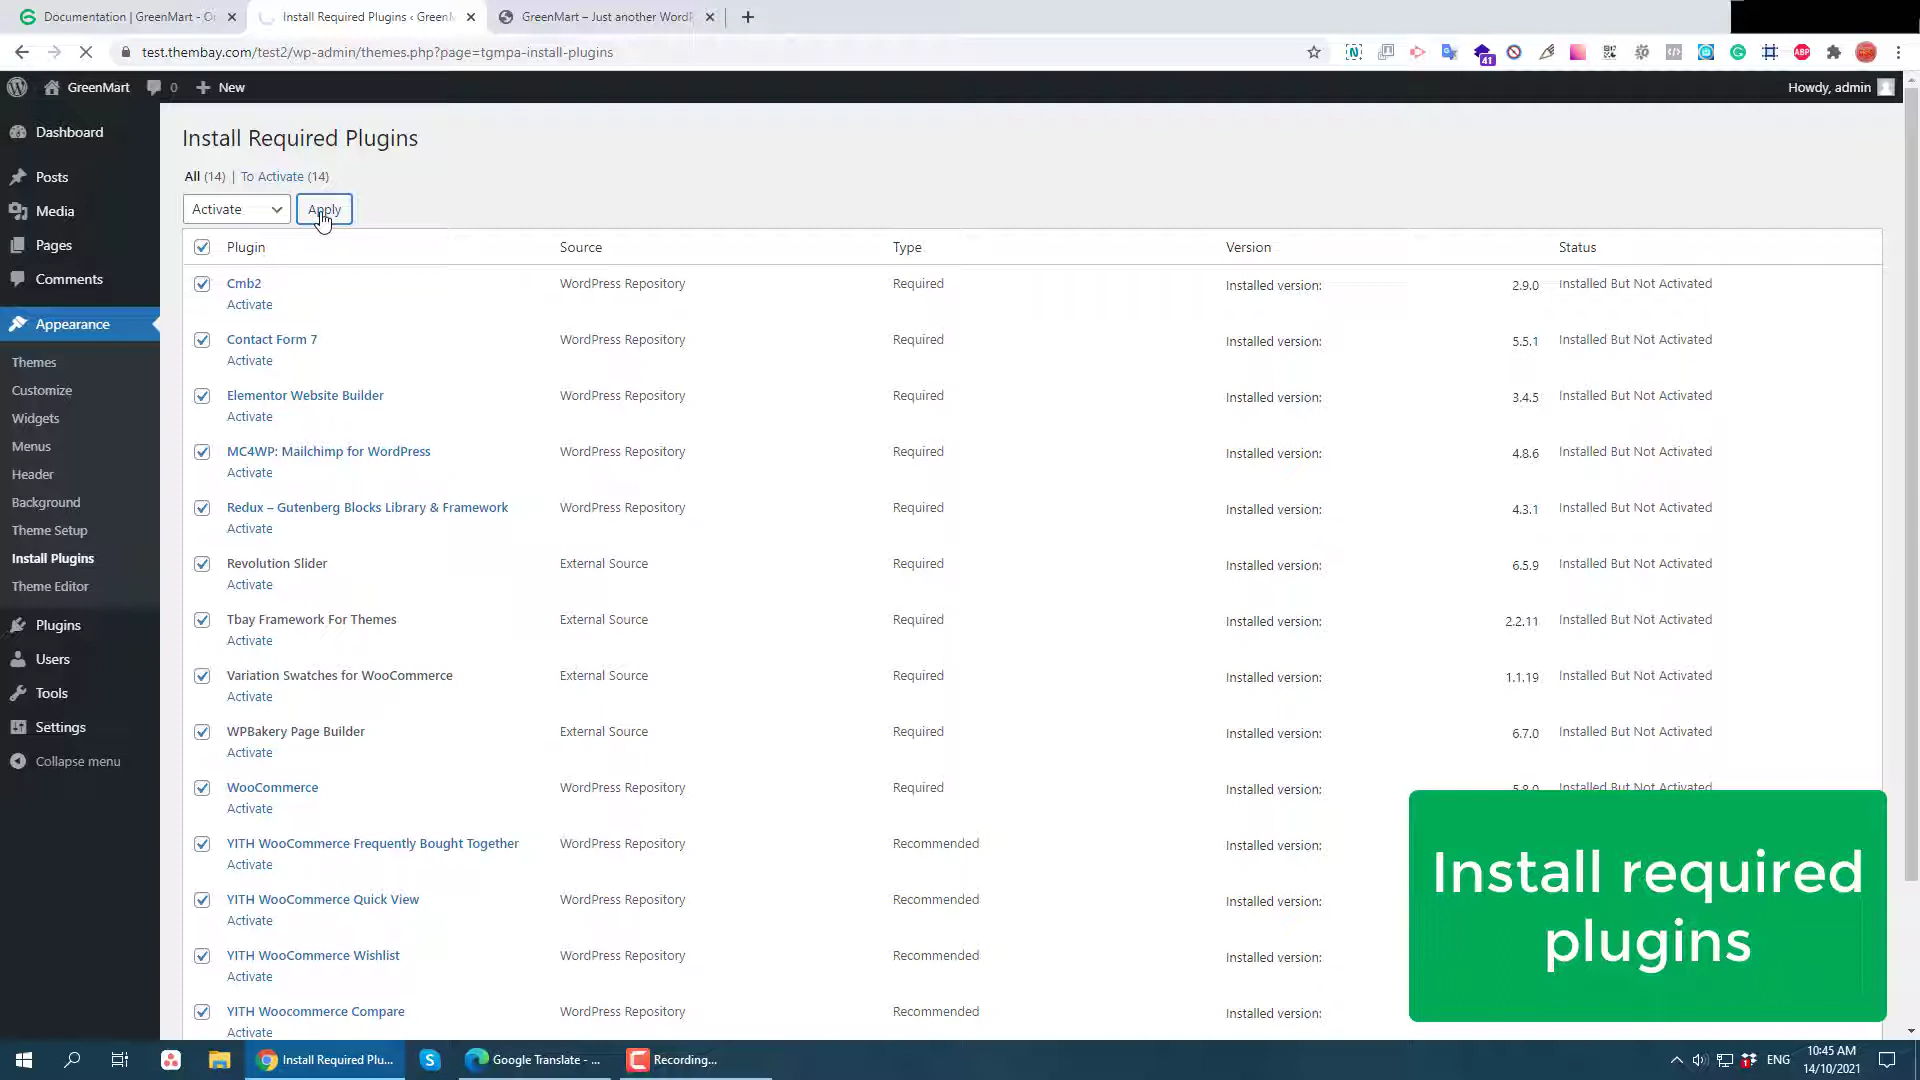 Documentation | GreenMart - O
Install Required Plugins ‹ GreenM
GreenMart – Just another WordP
test.thembay.com/test2/wp-admin/themes.php?page=tgmpa-install-plugins
41
ABP
GreenMart
0
New
Howdy, admin
Dashboard
Posts
Media
Pages
Comments
Appearance
Themes
Customize
Widgets
Menus
Header
Background
Theme Setup
Install Plugins
Theme Editor
Plugins
Users
Tools
Settings
Collapse menu
Install Required Plugins
All (14) | To Activate (14)
Activate
Apply
Plugin Source Type Version Status
Cmb2 WordPress Repository Required Installed version: 2.9.0 Installed But Not Activated
Activate
Contact Form 7 WordPress Repository Required Installed version: 5.5.1 Installed But Not Activated
Activate
Elementor Website Builder WordPress Repository Required Installed version: 3.4.5 Installed But Not Activated
Activate
MC4WP: Mailchimp for WordPress WordPress Repository Required Installed version: 4.8.6 Installed But Not Activated
Activate
Redux – Gutenberg Blocks Library & Framework WordPress Repository Required Installed version: 4.3.1 Installed But Not Activated
Activate
Revolution Slider External Source Required Installed version: 6.5.9 Installed But Not Activated
Activate
Tbay Framework For Themes External Source Required Installed version: 2.2.11 Installed But Not Activated
Activate
Variation Swatches for WooCommerce External Source Required Installed version: 1.1.19 Installed But Not Activated
Activate
WPBakery Page Builder External Source Required Installed version: 6.7.0 Installed But Not Activated
Activate
WooCommerce WordPress Repository Required Installed version: 5.8.0 Installed But Not Activated
Activate
YITH WooCommerce Frequently Bought Together WordPress Repository Recommended Installed version:
Activate
YITH WooCommerce Quick View WordPress Repository Recommended Installed version:
Activate
YITH WooCommerce Wishlist WordPress Repository Recommended Installed version:
Activate
YITH Woocommerce Compare WordPress Repository Recommended Installed version:
Activate
Install required
plugins
Install Required Plu...
Google Translate - ...
Recording...
ENG
10:45 AM
14/10/2021